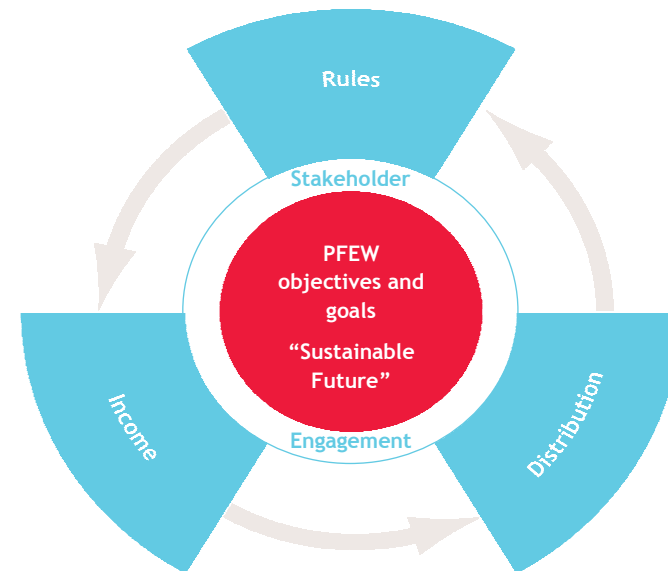 Rules
Stakeholder
PFEW
objectives and
goals
“Sustainable
Future”
Engagement
Income
Distribution